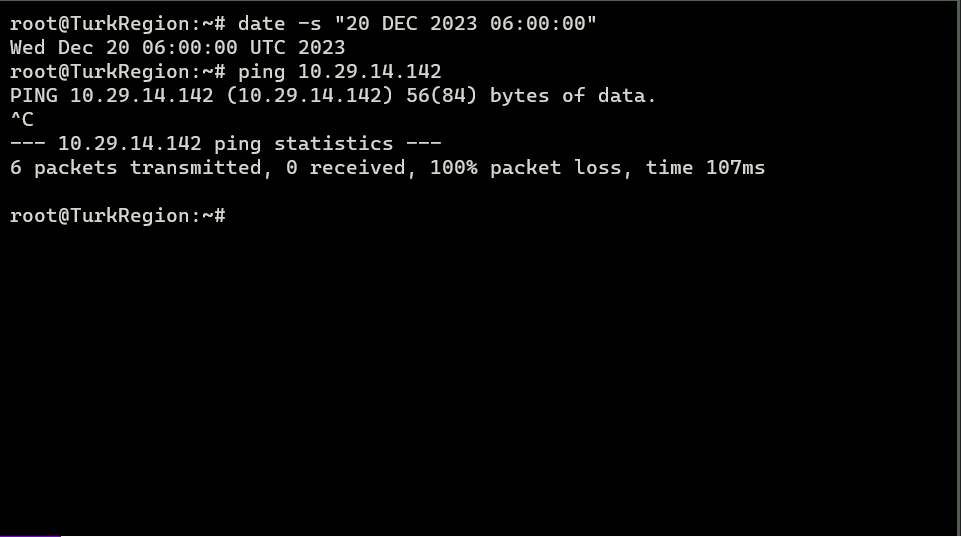 root@TurkRegion:~# date -s "20 DEC 2023 06:00:00"
Wed Dec 20 06:00:00 UTC 2023
root@TurkRegion:~# ping 10.29.14.142
PING 10.29.14.142 (10.29.14.142) 56(84) bytes of data.
^C
--- 10.29.14.142 ping statistics ---
6 packets transmitted, 0 received, 100% packet loss, time 107ms
root@TurkRegion:~#